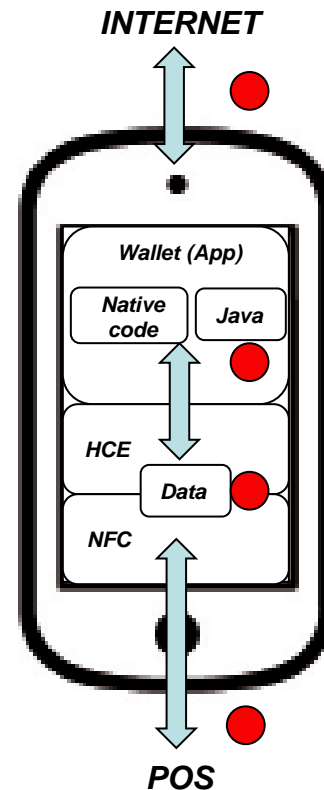 INTERNET
Wallet (App)
Native
code
Java
HCE
Data
NFC
POS